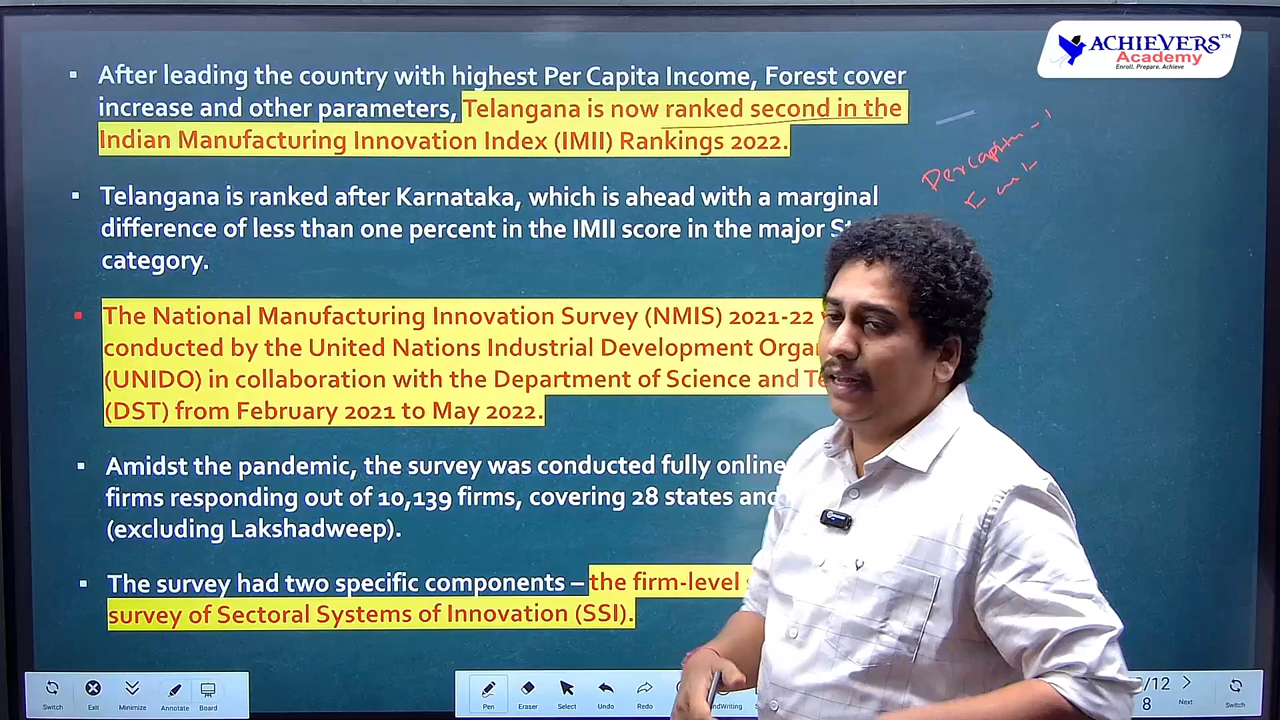 ACHIEVERS™
Academy
Enroll. Prepare. Achieve
After leading the country with highest Per Capita Income, Forest cover
increase and other parameters, Telangana is now ranked second in the
Indian Manufacturing Innovation Index (IMII) Rankings 2022.
Percapita - 1
Telangana is ranked after Karnataka, which is ahead with a marginal
difference of less than one percent in the IMII score in the major
category.
The National Manufacturing Innovation Survey (NMIS) 2021-22
conducted by the United Nations Industrial Development
(UNIDO) in collaboration with the Department of Science and
(DST) from February 2021 to May 2022.
Amidst the pandemic, the survey was conducted fully online
firms responding out of 10,139 firms, covering 28 states and
(excluding Lakshadweep).
The survey had two specific components – the firm-level
survey of Sectoral Systems of Innovation (SSI).
Switch Exit Minimize Annotate Board Pen Eraser Select Undo Redo /12 8 Next Switch